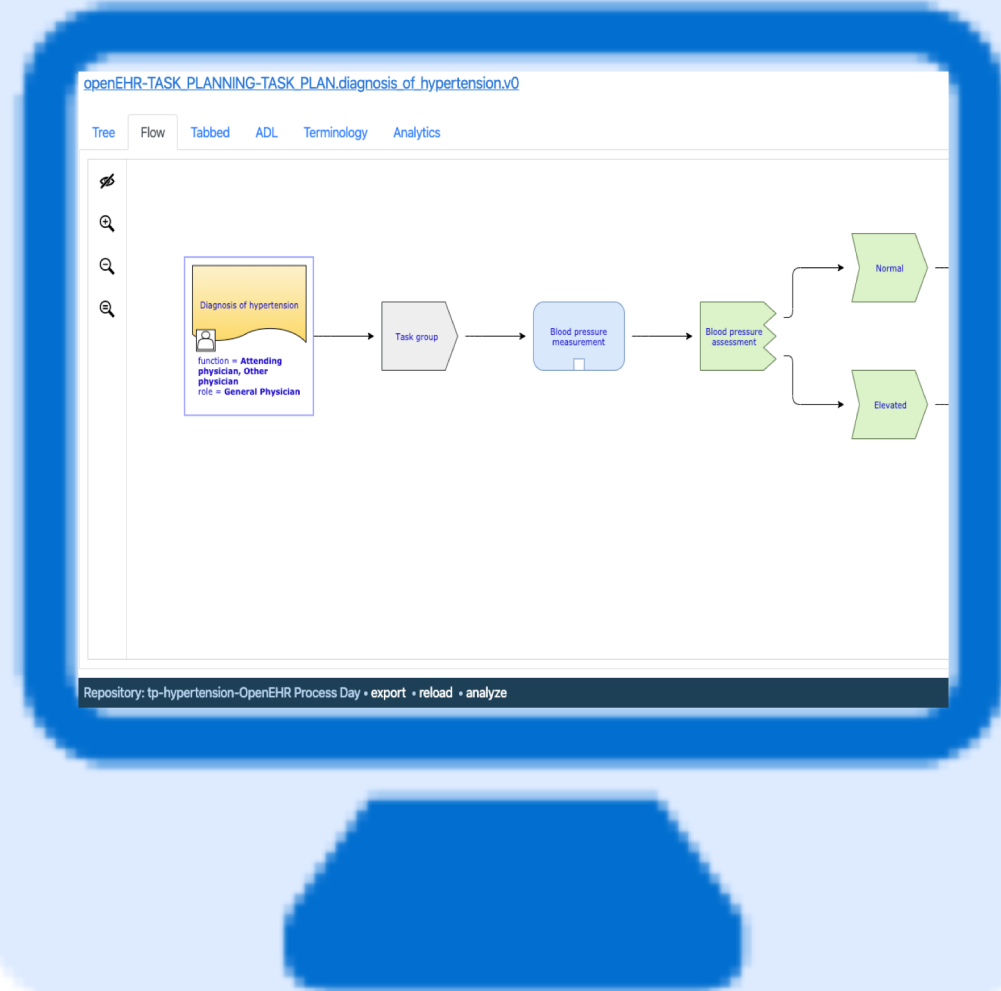 openEHR-TASK_PLANNING-TASK_PLAN.diagnosis_of_hypertension.v0
Tree Flow Tabbed ADL Terminology Analytics
Diagnosis of hypertension
function = Attending
physician, Other
physician
role = General Physician
Task group
Blood pressure
measurement
Blood pressure
assessment
Normal
Elevated
Repository: tp-hypertension-OpenEHR Process Day • export • reload • analyze